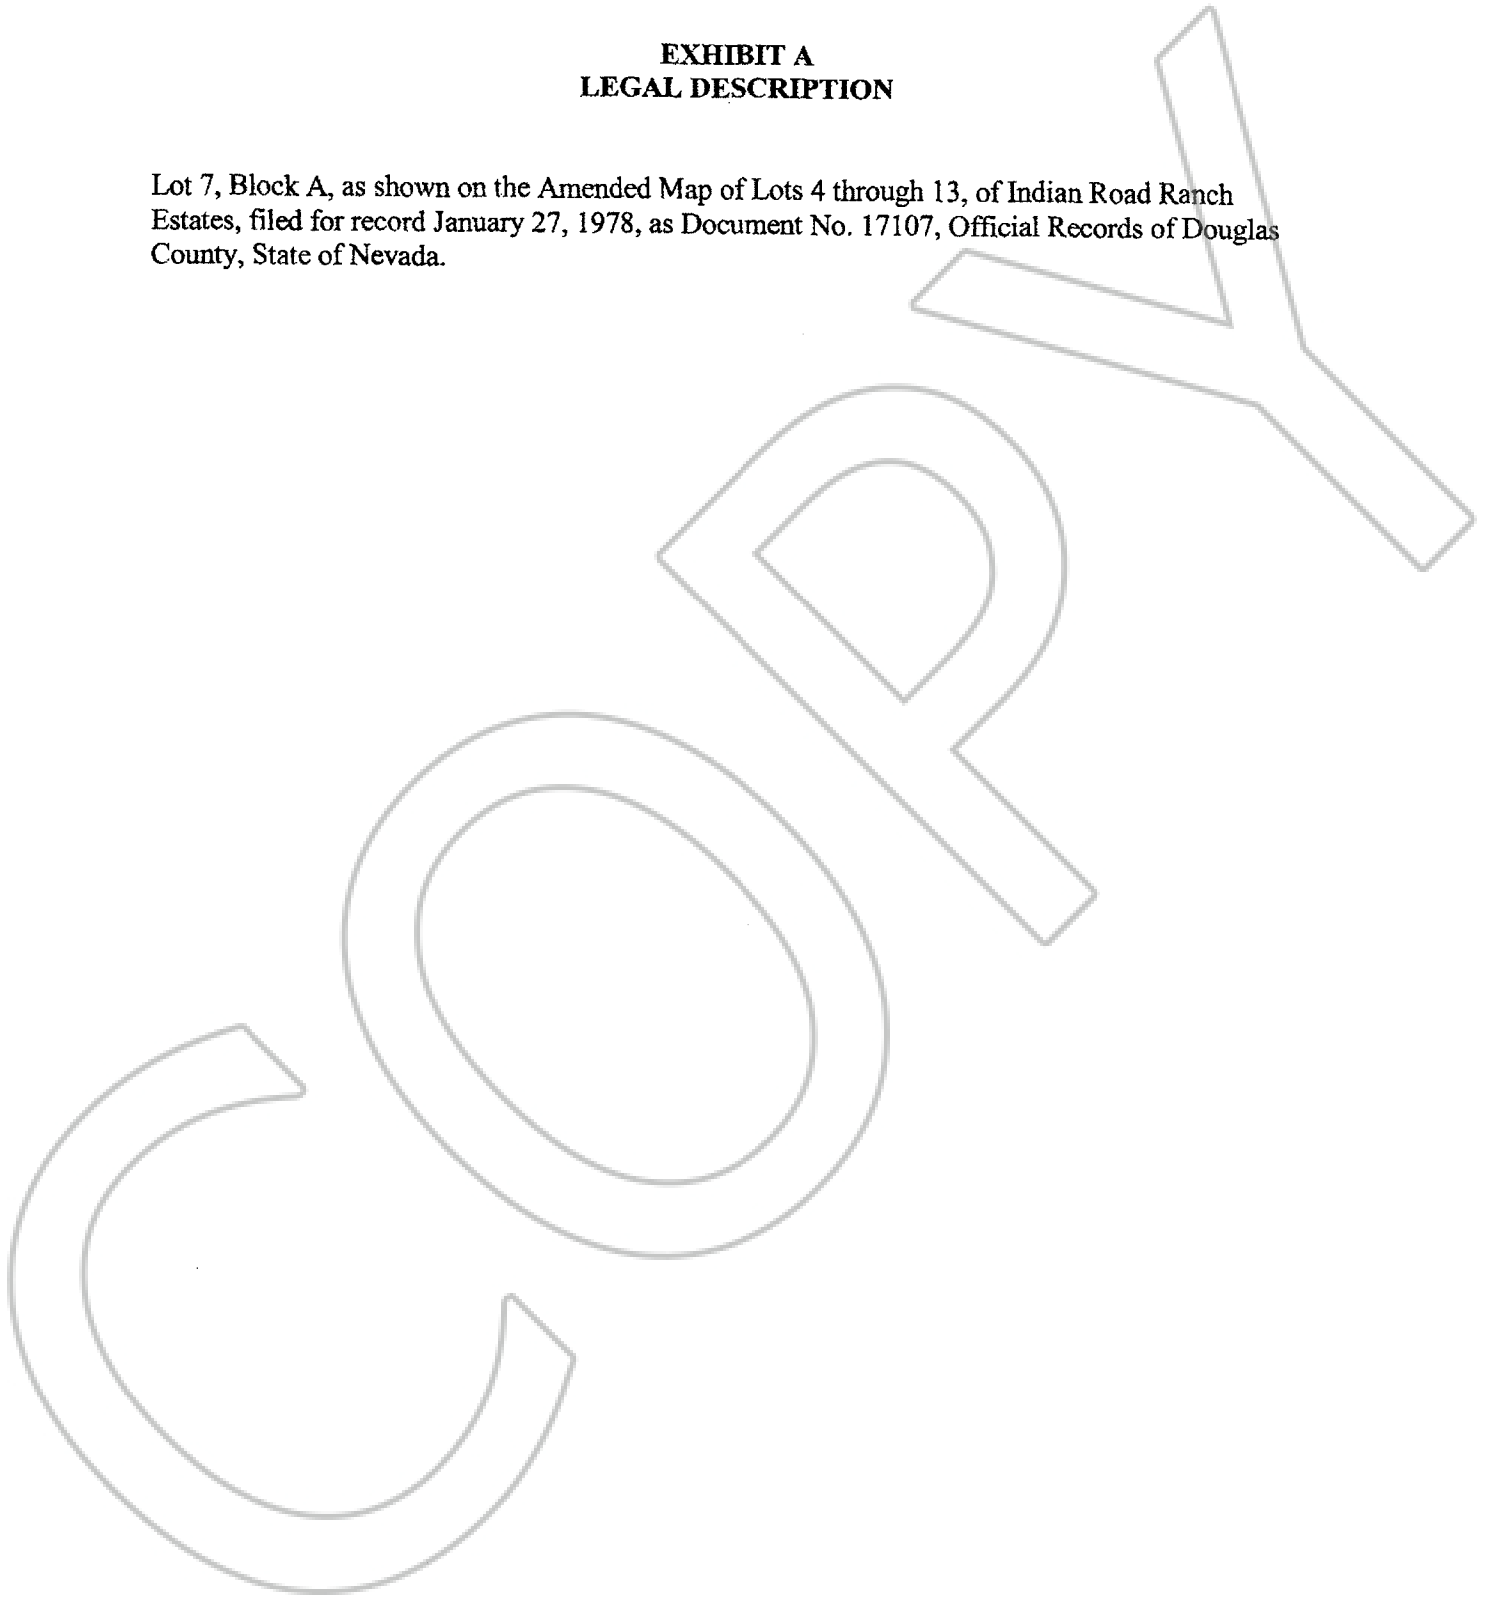 EXHIBIT A
LEGAL DESCRIPTION
Lot 7, Block A, as shown on the Amended Map of Lots 4 through 13, of Indian Road Ranch
Estates, filed for record January 27, 1978, as Document No. 17107, Official Records of Douglas
County, State of Nevada.
COPY